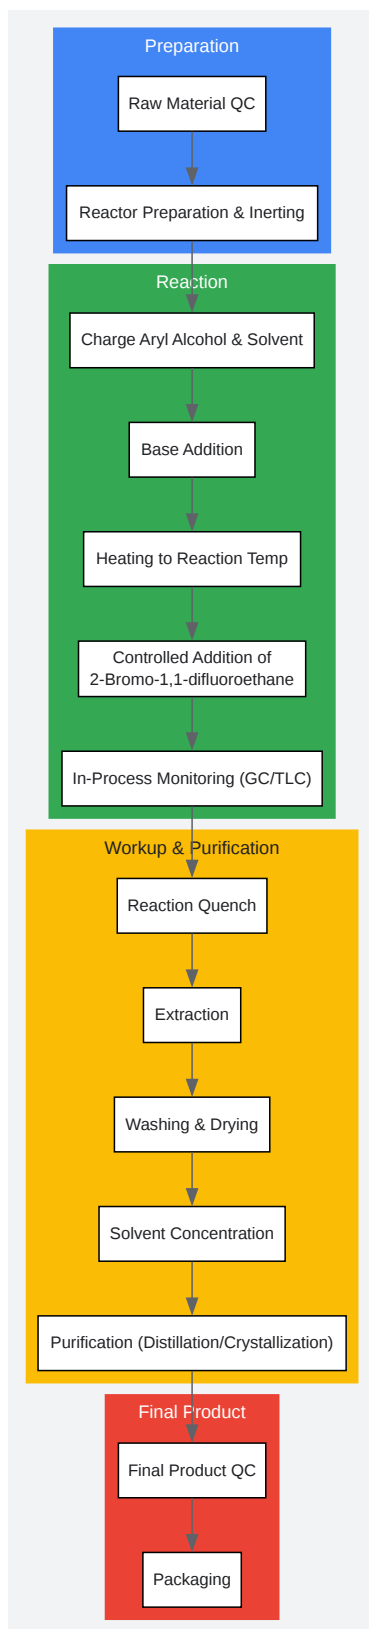 Preparation
Raw Material QC
Reactor Preparation & Inerting
Reaction
Charge Aryl Alcohol & Solvent
Base Addition
Heating to Reaction Temp
Controlled Addition of
2-Bromo-1,1-difluoroethane
In-Process Monitoring (GC/TLC)
Workup & Purification
Reaction Quench
Extraction
Washing & Drying
Solvent Concentration
Purification (Distillation/Crystallization)
Final Product
Final Product QC
Packaging